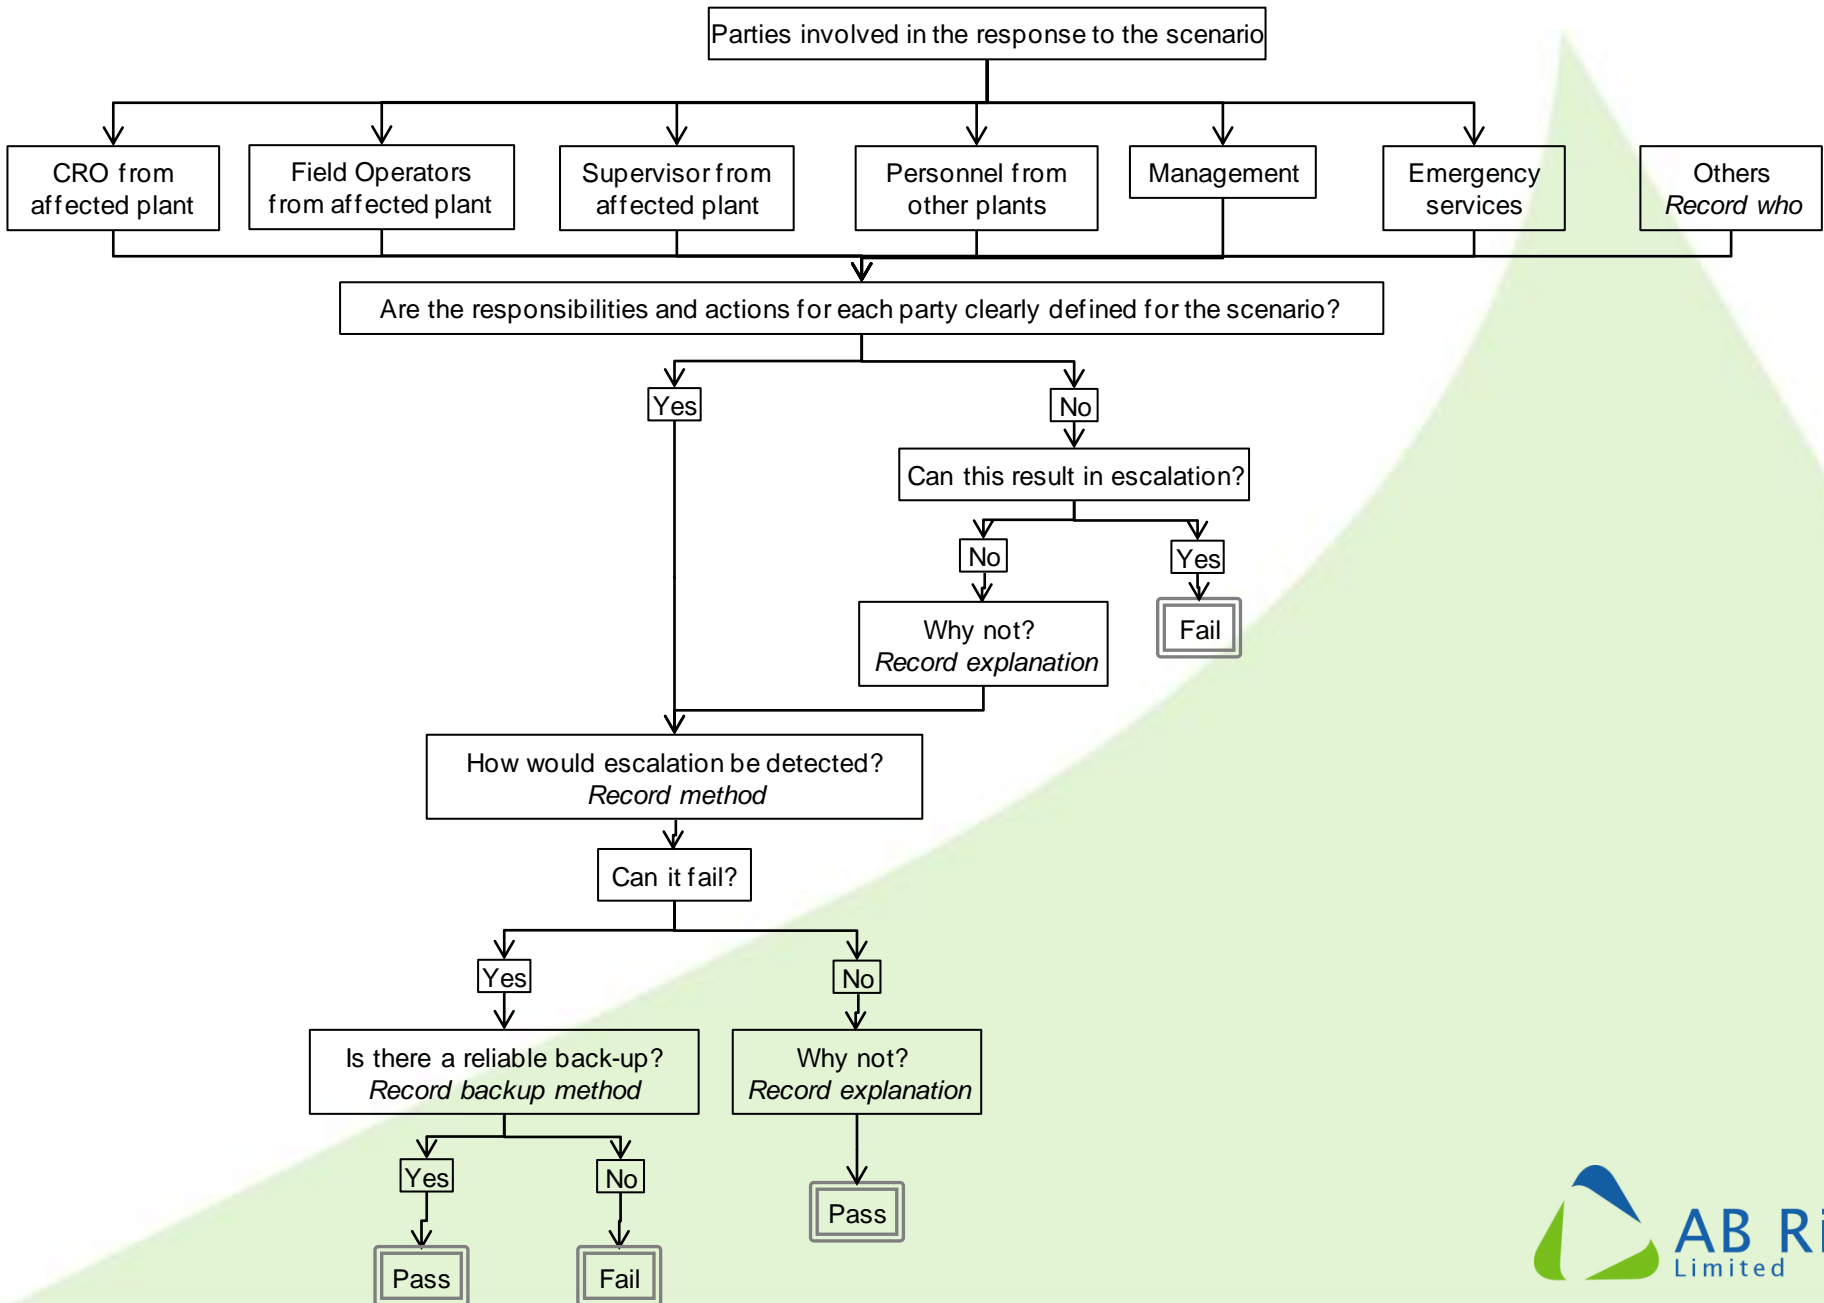 Parties involved in the response to the scenario
CRO from
affected plant
Field Operators
from affected plant
Supervisor from
affected plant
Personnel from
other plants
Management
Emergency
services
Others
Record who
Are the responsibilities and actions for each party clearly defined for the scenario?
Yes
No
Can this result in escalation?
No
Yes
Why not?
Record explanation
Fail
How would escalation be detected?
Record method
Can it fail?
Yes
No
Is there a reliable back-up?
Record backup method
Why not?
Record explanation
Yes
No
Pass
Pass
Fail
AB Ri
Limited